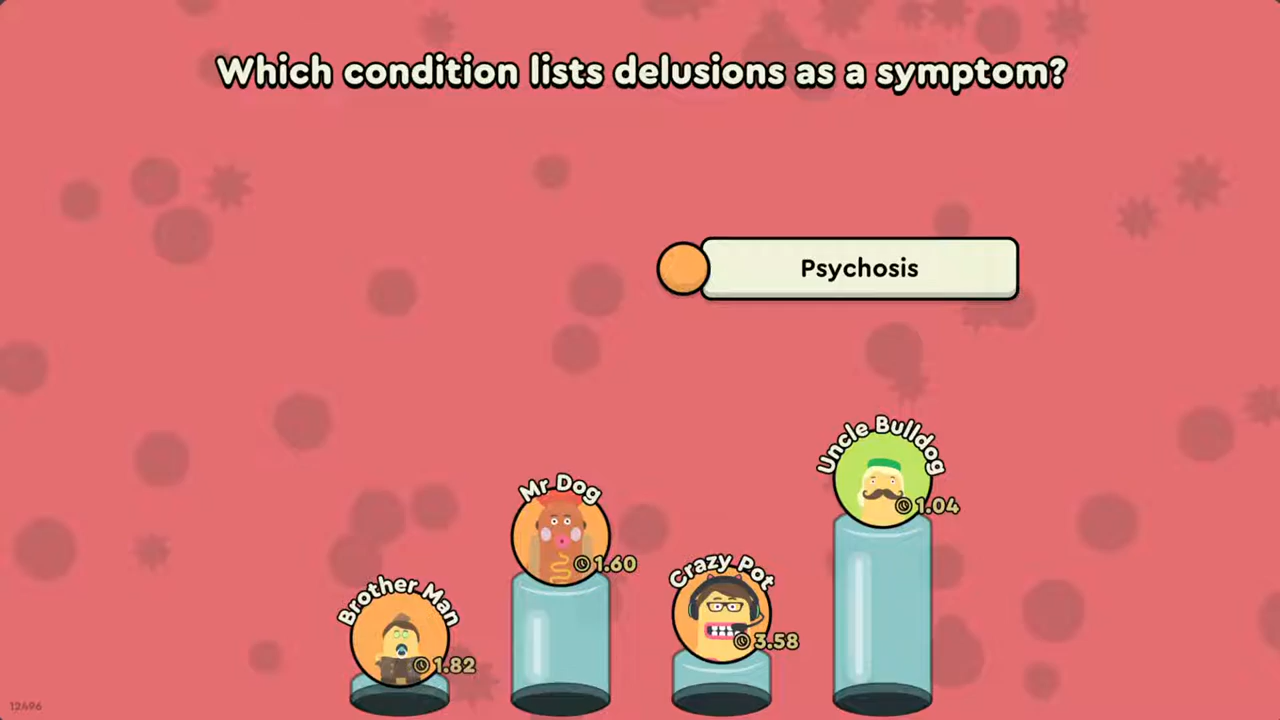 Which condition lists delusions as a symptom?
Psychosis
Uncle Bulldog
1.04
Mr Dog
1.60
Crazy Pot
3.58
Brother Man
1.82
12496